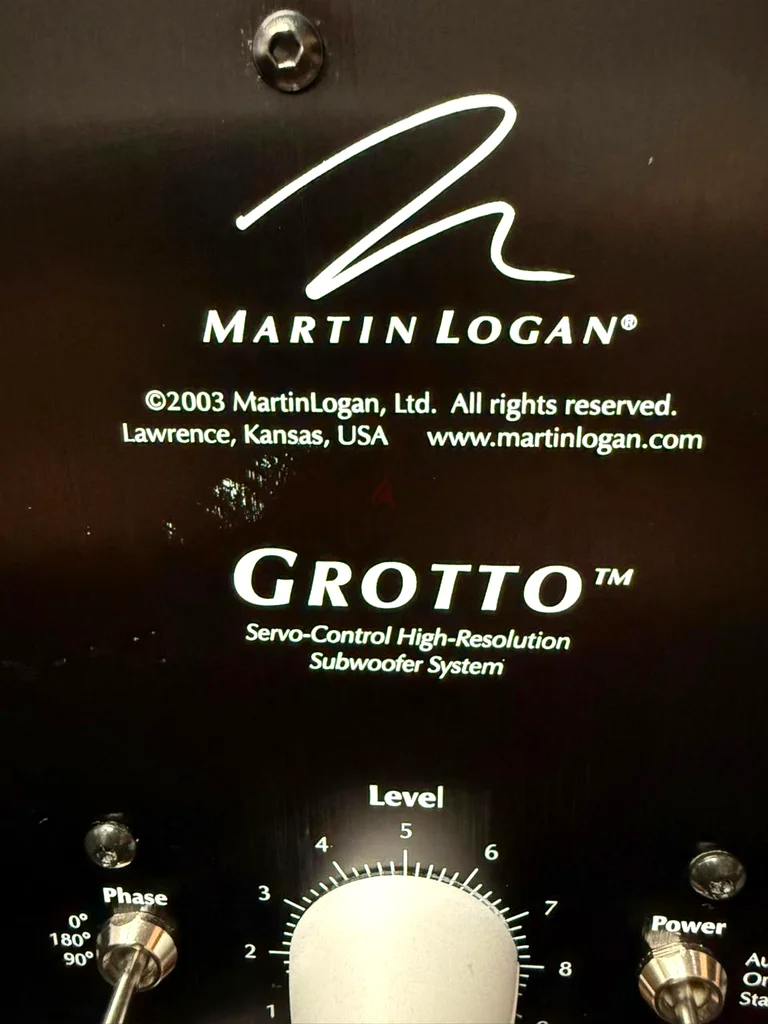 MARTIN LOGAN®
©2003 MartinLogan, Ltd. All rights reserved.
Lawrence, Kansas, USA www.martinlogan.com
GROTTO™
Servo-Control High-Resolution
Subwoofer System
Level
5
4 6
3 7
2 8
1
Phase
0°
180°
90°
Power